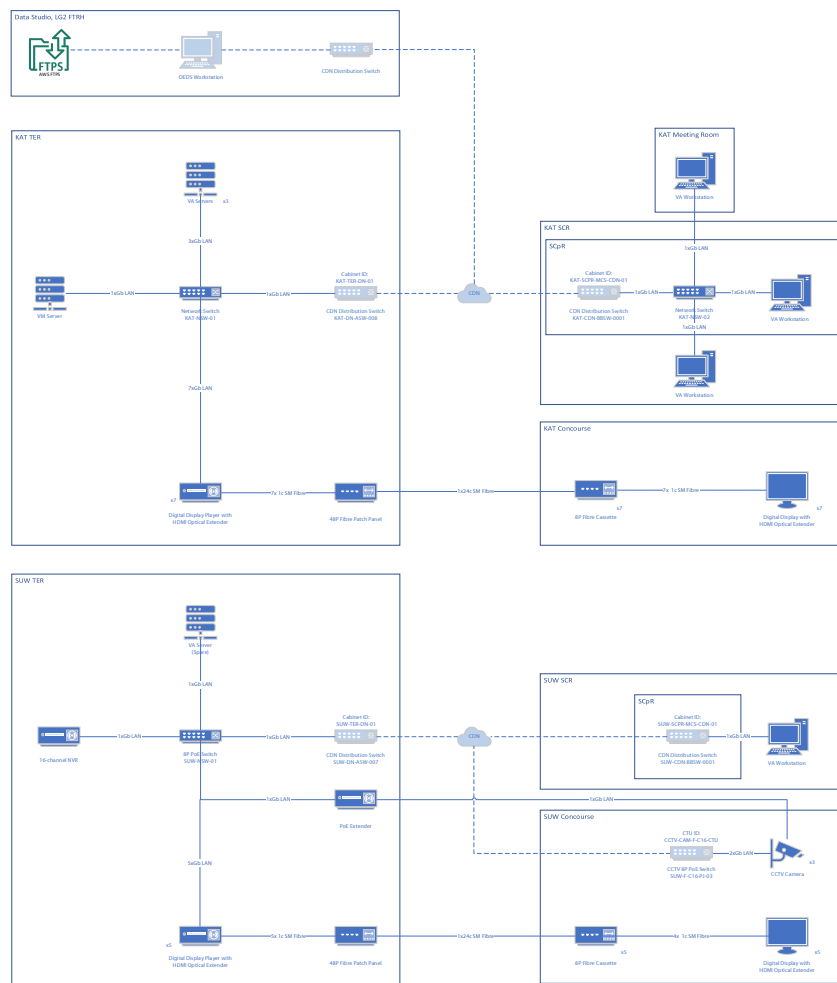 Data Studio, LG2 FTRH
FTPS
AWS FTPS
OEDS Workstation
CDN Distribution Switch
KAT TER
VA Servers x3
3xGb LAN
VM Server
1xGb LAN
Network Switch
KAT-NSW-01
1xGb LAN
Cabinet ID:
KAT-TER-DN-01
CDN Distribution Switch
KAT-DN-ASW-008
7xGb LAN
x7
Digital Display Player with
HDMI Optical Extender
7x 1c SM Fibre
48P Fibre Patch Panel
1x24c SM Fibre
CDN
KAT Meeting Room
VA Workstation
KAT SCR
SCpR
1xGb LAN
Cabinet ID:
KAT-SCPR-MCS-CDN-01
CDN Distribution Switch
KAT-CDN-BBSW-0001
1xGb LAN
Network Switch
KAT-NSW-02
1xGb LAN
1xGb LAN
VA Workstation
VA Workstation
KAT Concourse
8P Fibre Cassette
x7
7x 1c SM Fibre
Digital Display with
HDMI Optical Extender
x7
SUW TER
VA Server
(Spare)
1xGb LAN
16-channel NVR
1xGb LAN
8P PoE Switch
SUW-NSW-01
1xGb LAN
Cabinet ID:
SUW-TER-DN-01
CDN Distribution Switch
SUW-DN-ASW-007
1xGb LAN
PoE Extender
5xGb LAN
x5
Digital Display Player with
HDMI Optical Extender
5x 1c SM Fibre
48P Fibre Patch Panel
1x24c SM Fibre
CDN
SUW SCR
SCpR
Cabinet ID:
SUW-SCPR-MCS-CDN-01
CDN Distribution Switch
SUW-CDN-BBSW-0001
1xGb LAN
VA Workstation
1xGb LAN
SUW Concourse
CTU ID:
CCTV-CAM-F-C16-CTU
CCTV 8P PoE Switch
SUW-F-C16-PJ-03
2xGb LAN
CCTV Camera
x3
8P Fibre Cassette
x5
4x 1c SM Fibre
Digital Display with
HDMI Optical Extender
x5